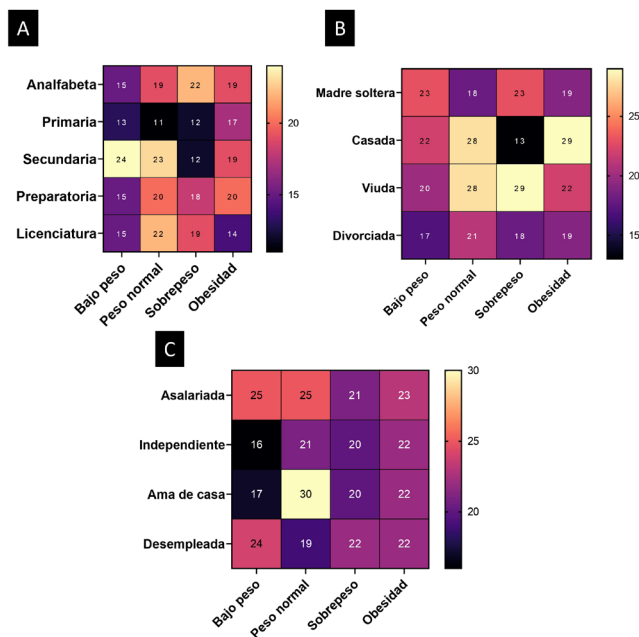 A
Analfabeta 15 19 22 19
Primaria 13 11 12 17
20
Secundaria 24 23 12 19
Preparatoria 15 20 18 20
15
Licenciatura 15 22 19 14
Bajo peso
Peso normal
Sobrepeso
Obesidad
B
Madre soltera 23 18 23 19
25
Casada 22 28 13 29
20
Viuda 20 28 29 22
15
Divorciada 17 21 18 19
Bajo peso
Peso normal
Sobrepeso
Obesidad
C
30
Asalariada 25 25 21 23
25
Independiente 16 21 20 22
Ama de casa 17 30 20 22
20
Desempleada 24 19 22 22
Bajo peso
Peso normal
Sobrepeso
Obesidad